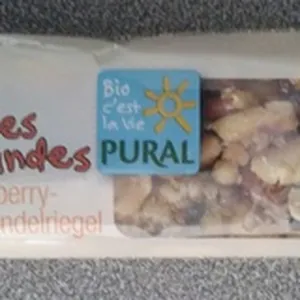 es
ndes
berry-
ndelriegel
Bio
c'est
la vie
PURAL